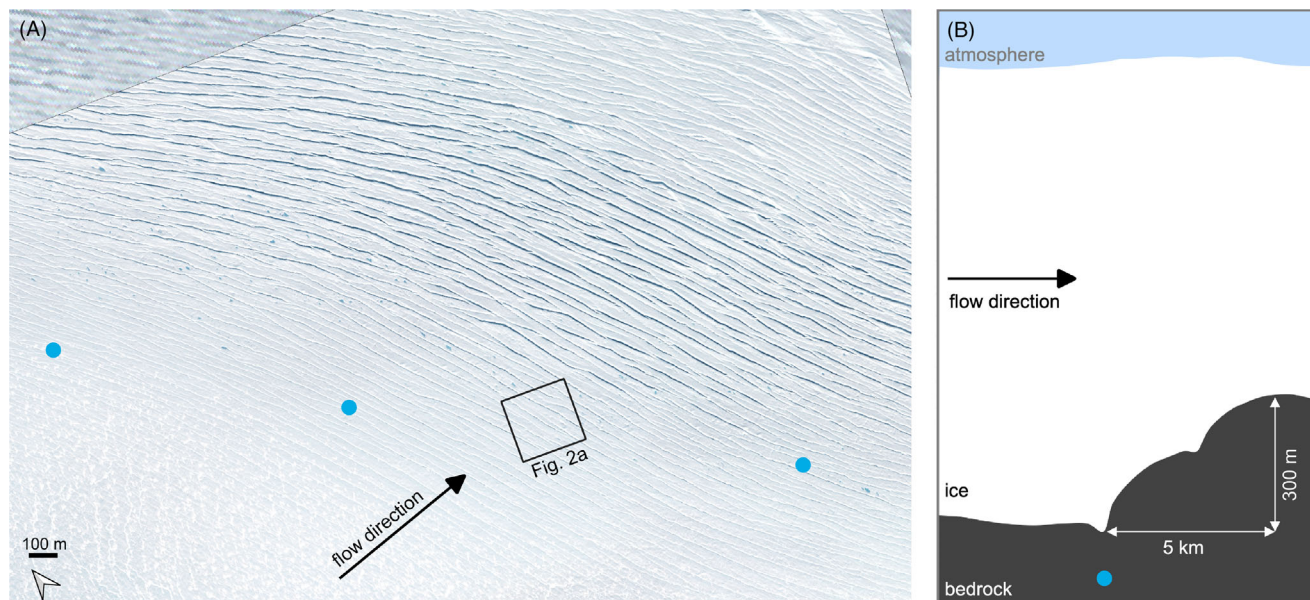 (A)
Fig. 2a
flow direction
100 m
(B)
atmosphere
flow direction
ice
300 m
5 km
bedrock